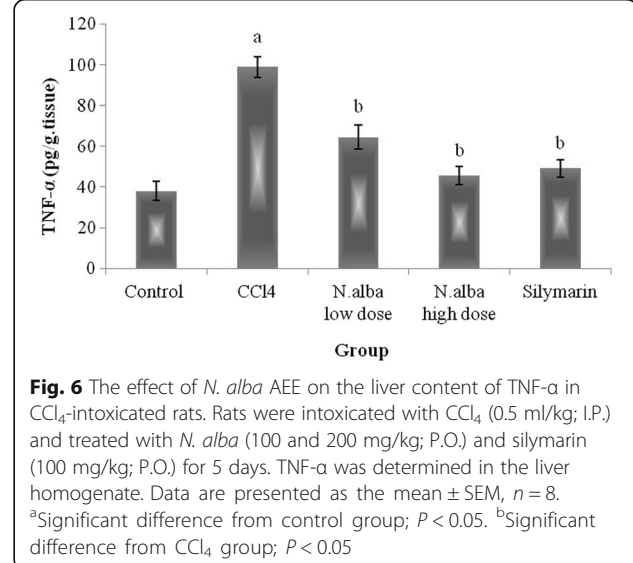 120
100
80
60
40
20
0
TNF-α (pg/g.tissue)
a
b
b
b
Control
CCl4
N.alba
low dose
N.alba
high dose
Silymarin
Group
Fig. 6 The effect of N. alba AEE on the liver content of TNF-α in
CCl₄-intoxicated rats. Rats were intoxicated with CCl₄ (0.5 ml/kg; I.P.)
and treated with N. alba (100 and 200 mg/kg; P.O.) and silymarin
(100 mg/kg; P.O.) for 5 days. TNF-α was determined in the liver
homogenate. Data are presented as the mean ± SEM, n = 8.
ᵃSignificant difference from control group; P < 0.05. ᵇSignificant
difference from CCl₄ group; P < 0.05